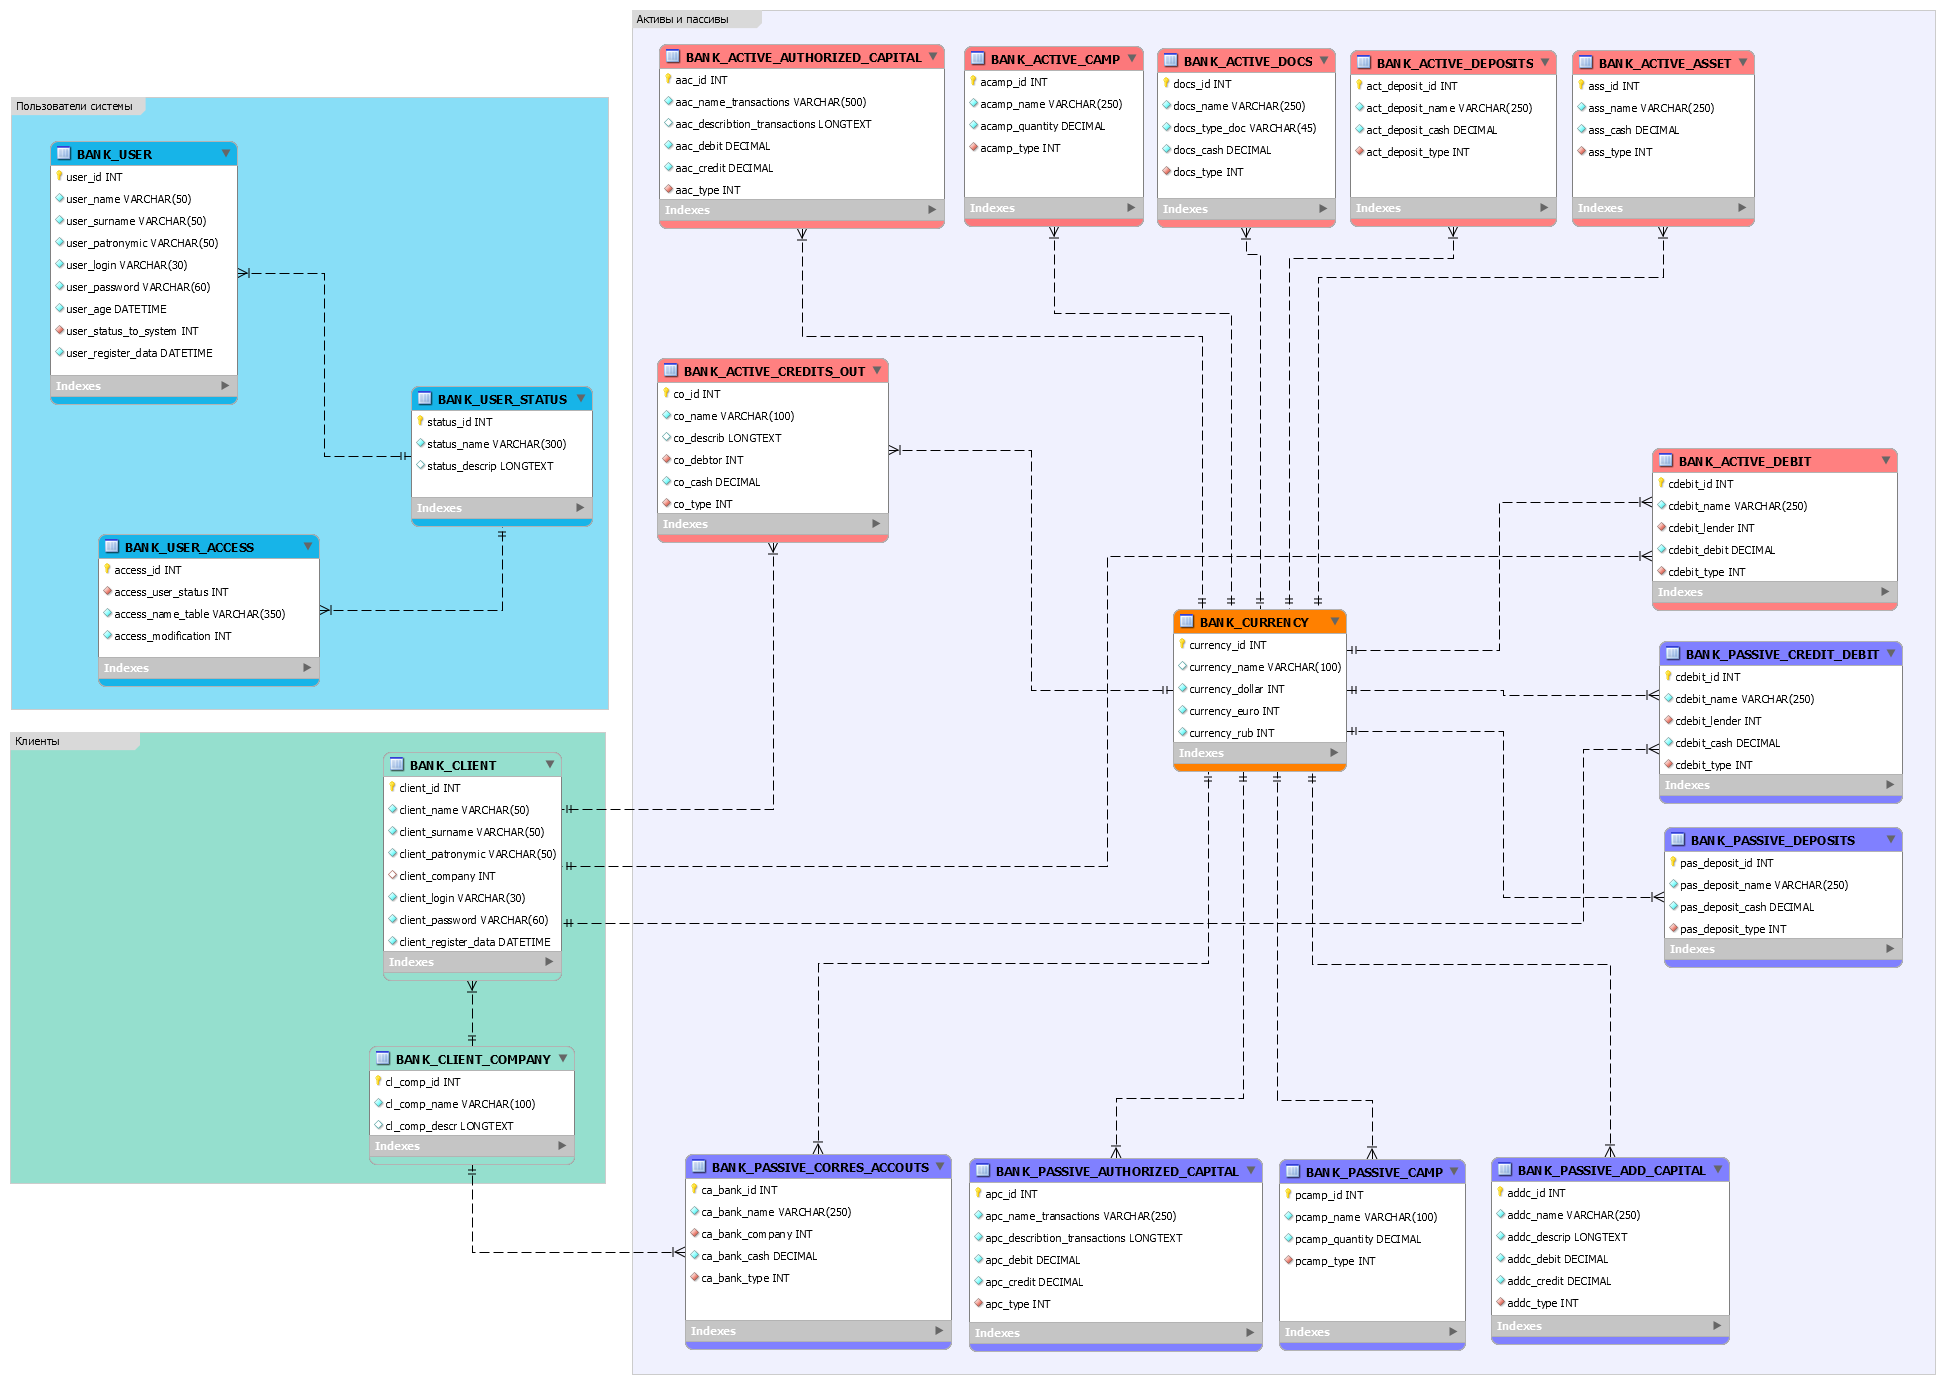 Активы и пассивы
BANK_ACTIVE_AUTHORIZED_CAPITAL
aac_id INT
aac_name_transactions VARCHAR(500)
aac_describtion_transactions LONGTEXT
aac_debit DECIMAL
aac_credit DECIMAL
aac_type INT
Indexes
BANK_ACTIVE_CAMP
acamp_id INT
acamp_name VARCHAR(250)
acamp_quantity DECIMAL
acamp_type INT
Indexes
BANK_ACTIVE_DOCS
docs_id INT
docs_name VARCHAR(250)
docs_type_doc VARCHAR(45)
docs_cash DECIMAL
docs_type INT
Indexes
BANK_ACTIVE_DEPOSITS
act_deposit_id INT
act_deposit_name VARCHAR(250)
act_deposit_cash DECIMAL
act_deposit_type INT
Indexes
BANK_ACTIVE_ASSET
ass_id INT
ass_name VARCHAR(250)
ass_cash DECIMAL
ass_type INT
Indexes
Пользователи системы
BANK_USER
user_id INT
user_name VARCHAR(50)
user_surname VARCHAR(50)
user_patronymic VARCHAR(50)
user_login VARCHAR(30)
user_password VARCHAR(60)
user_age DATETIME
user_status_to_system INT
user_register_data DATETIME
Indexes
BANK_USER_STATUS
status_id INT
status_name VARCHAR(300)
status_descrip LONGTEXT
Indexes
BANK_USER_ACCESS
access_id INT
access_user_status INT
access_name_table VARCHAR(350)
access_modification INT
Indexes
BANK_ACTIVE_CREDITS_OUT
co_id INT
co_name VARCHAR(100)
co_describ LONGTEXT
co_debtor INT
co_cash DECIMAL
co_type INT
Indexes
BANK_ACTIVE_DEBIT
cdebit_id INT
cdebit_name VARCHAR(250)
cdebit_lender INT
cdebit_debit DECIMAL
cdebit_type INT
Indexes
BANK_CURRENCY
currency_id INT
currency_name VARCHAR(100)
currency_dollar INT
currency_euro INT
currency_rub INT
Indexes
BANK_PASSIVE_CREDIT_DEBIT
cdebit_id INT
cdebit_name VARCHAR(250)
cdebit_lender INT
cdebit_cash DECIMAL
cdebit_type INT
Indexes
BANK_PASSIVE_DEPOSITS
pas_deposit_id INT
pas_deposit_name VARCHAR(250)
pas_deposit_cash DECIMAL
pas_deposit_type INT
Indexes
Клиенты
BANK_CLIENT
client_id INT
client_name VARCHAR(50)
client_surname VARCHAR(50)
client_patronymic VARCHAR(50)
client_company INT
client_login VARCHAR(30)
client_password VARCHAR(60)
client_register_data DATETIME
Indexes
BANK_CLIENT_COMPANY
cl_comp_id INT
cl_comp_name VARCHAR(100)
cl_comp_descr LONGTEXT
Indexes
BANK_PASSIVE_CORRES_ACCOUTS
ca_bank_id INT
ca_bank_name VARCHAR(250)
ca_bank_company INT
ca_bank_cash DECIMAL
ca_bank_type INT
Indexes
BANK_PASSIVE_AUTHORIZED_CAPITAL
apc_id INT
apc_name_transactions VARCHAR(250)
apc_describtion_transactions LONGTEXT
apc_debit DECIMAL
apc_credit DECIMAL
apc_type INT
Indexes
BANK_PASSIVE_CAMP
pcamp_id INT
pcamp_name VARCHAR(100)
pcamp_quantity DECIMAL
pcamp_type INT
Indexes
BANK_PASSIVE_ADD_CAPITAL
addc_id INT
addc_name VARCHAR(250)
addc_descrip LONGTEXT
addc_debit DECIMAL
addc_credit DECIMAL
addc_type INT
Indexes